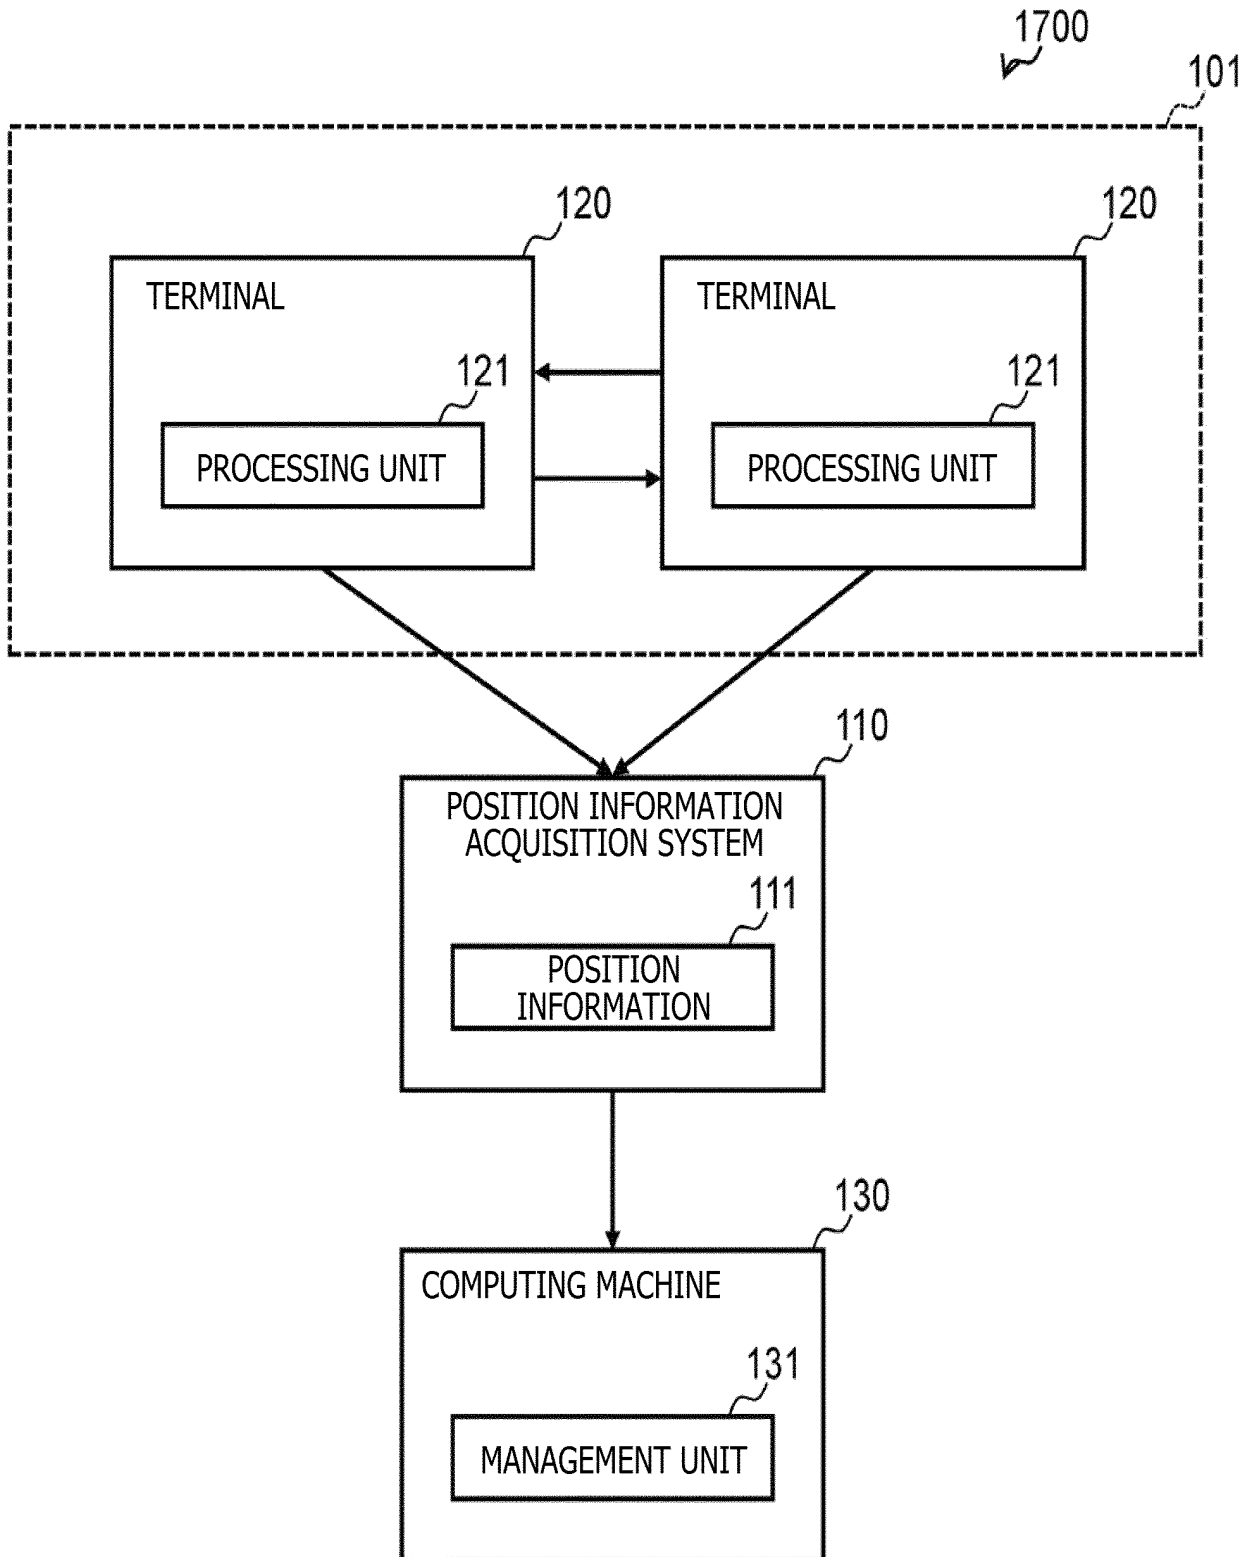 1700
101
120
120
TERMINAL
TERMINAL
121
121
PROCESSING UNIT
PROCESSING UNIT
110
POSITION INFORMATION
ACQUISITION SYSTEM
111
POSITION
INFORMATION
130
COMPUTING MACHINE
131
MANAGEMENT UNIT